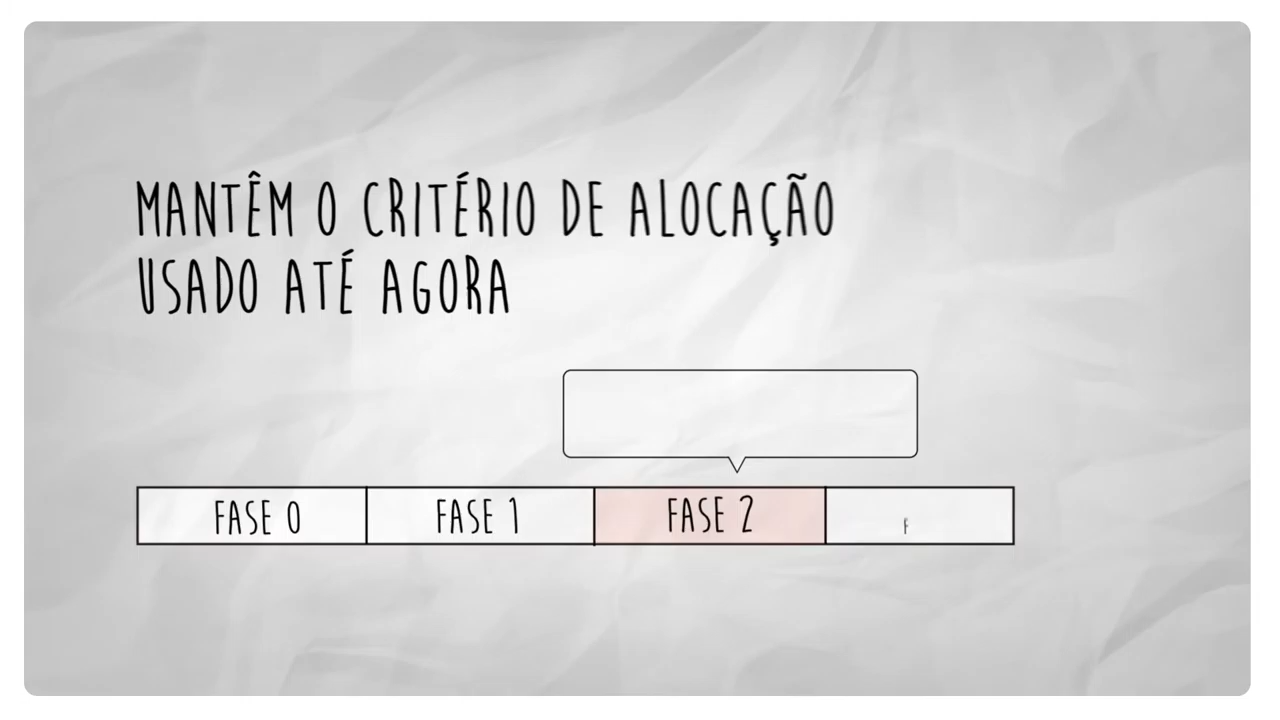 MANTÊM O CRITÉRIO DE ALOCAÇÃO
USADO ATÉ AGORA
FASE 0 FASE 1 FASE 2 F